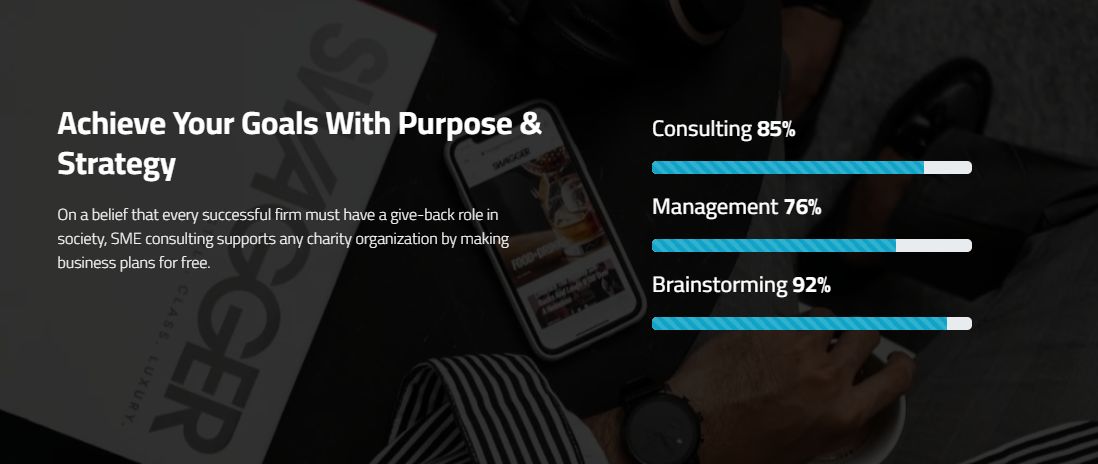 Achieve Your Goals With Purpose &
Strategy
On a belief that every successful firm must have a give-back role in
society, SME consulting supports any charity organization by making
business plans for free.
Consulting 85%
Management 76%
Brainstorming 92%
SWAGGER
CLASS. LUXURY.
SWAGGER